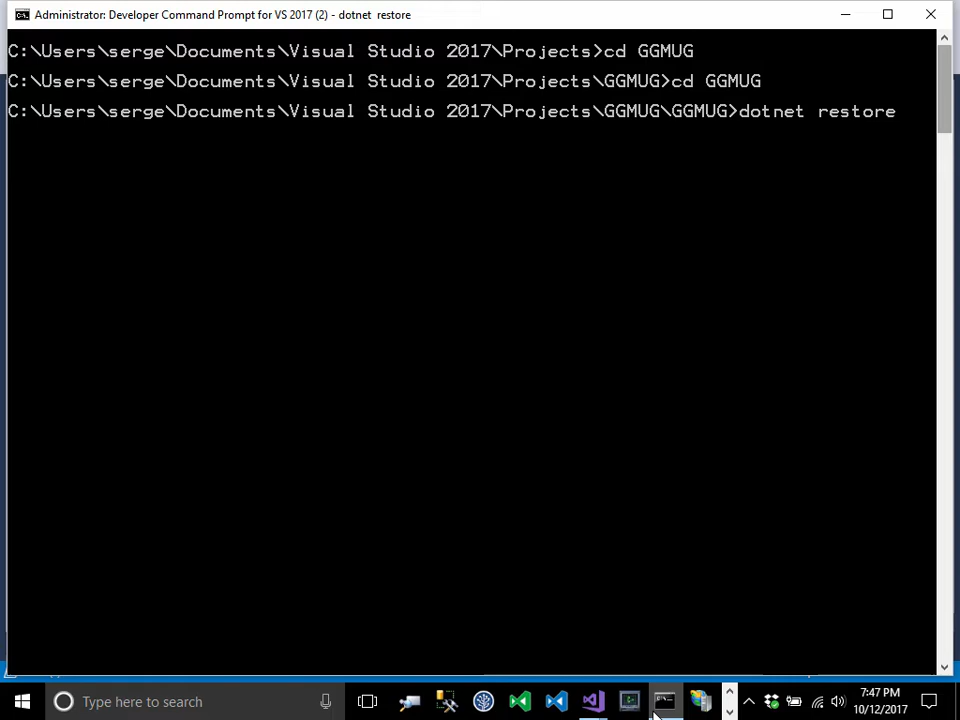 Administrator: Developer Command Prompt for VS 2017 (2) - dotnet  restore
C:\Users\serge\Documents\Visual Studio 2017\Projects>cd GGMUG
C:\Users\serge\Documents\Visual Studio 2017\Projects\GGMUG>cd GGMUG
C:\Users\serge\Documents\Visual Studio 2017\Projects\GGMUG\GGMUG>dotnet restore
Type here to search
7:47 PM
10/12/2017